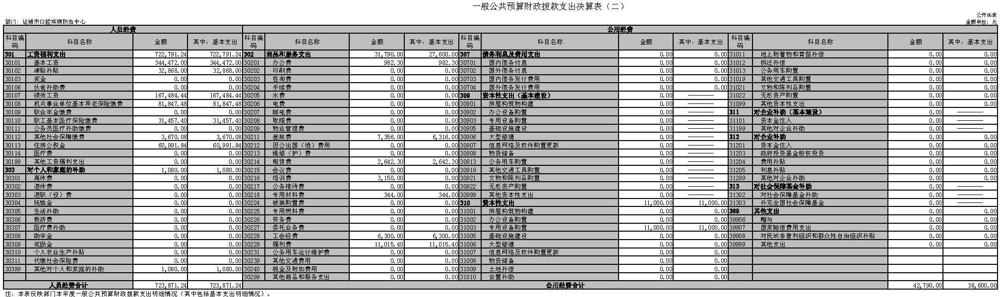 一般公共预算财政拨款支出决算表（二）
公开06表
部门：运城市口腔疾病防治中心 金额单位：元
人员经费 公用经费
科目编码 科目名称 金额 其中：基本支出 科目编码 科目名称 金额 其中：基本支出 科目编码 科目名称 金额 其中：基本支出 科目编码 科目名称 金额 其中：基本支出
301 工资福利支出 722,791.24 722,791.24 302 商品和服务支出 31,790.00 27,600.00 307 债务利息及费用支出 0.00 0.00 31011 地上附着物和青苗补偿 0.00 0.00
30101 基本工资 344,472.00 344,472.00 30201 办公费 982.30 982.30 30701 国内债务付息 0.00 0.00 31012 拆迁补偿 0.00 0.00
30102 津贴补贴 32,868.00 32,868.00 30202 印刷费 0.00 0.00 30702 国外债务付息 0.00 0.00 31013 公务用车购置 0.00 0.00
30103 奖金 0.00 0.00 30203 咨询费 0.00 0.00 30703 国内债务发行费用 0.00 0.00 31019 其他交通工具购置 0.00 0.00
30106 伙食补助费 0.00 0.00 30204 手续费 0.00 0.00 30704 国外债务发行费用 0.00 0.00 31021 文物和陈列品购置 0.00 0.00
30107 绩效工资 167,484.44 167,484.44 30205 水费 0.00 0.00 309 资本性支出（基本建设） 0.00 ———— 31022 无形资产购置 0.00 0.00
30108 机关事业单位基本养老保险缴费 81,847.48 81,847.48 30206 电费 0.00 0.00 30901 房屋构筑物构建 0.00 ———— 31099 其他资本性支出 0.00 0.00
30109 职业年金缴费 0.00 0.00 30207 邮电费 0.00 0.00 30902 办公设备购置 0.00 ———— 311 对企业补助（基本建设） 0.00 ————
30110 职工基本医疗保险缴费 31,457.40 31,457.40 30208 取暖费 0.00 0.00 30903 专用设备购置 0.00 ———— 31101 资本金注入 0.00 ————
30111 公务员医疗补助缴费 0.00 0.00 30209 物业管理费 0.00 0.00 30905 基础设施建设 0.00 ———— 31199 其他对企业补助 0.00 ————
30112 其他社会保障缴费 3,670.08 3,670.08 30211 差旅费 7,356.00 6,316.00 30906 大型修缮 0.00 ———— 312 对企业补助 0.00 0.00
30113 住房公积金 60,991.84 60,991.84 30212 因公出国（境）费用 0.00 0.00 30907 信息网络及软件购置更新 0.00 ———— 31201 资本金注入 0.00 0.00
30114 医疗费 0.00 0.00 30213 维修（护）费 0.00 0.00 30908 物资储备 0.00 ———— 31203 政府投资基金股权投资 0.00 0.00
30199 其他工资福利支出 0.00 0.00 30214 租赁费 2,642.30 2,642.30 30913 公务用车购置 0.00 ———— 31204 费用补贴 0.00 0.00
303 对个人和家庭的补助 1,080.00 1,080.00 30215 会议费 0.00 0.00 30919 其他交通工具购置 0.00 ———— 31205 利息补贴 0.00 0.00
30301 离休费 0.00 0.00 30216 培训费 3,150.00 0.00 30921 文物和陈列品购置 0.00 ———— 31299 其他对企业补助 0.00 0.00
30302 退休费 0.00 0.00 30217 公务接待费 0.00 0.00 30922 无形资产购置 0.00 ———— 313 对社会保障基金补助 0.00 ————
30303 退职（役）费 0.00 0.00 30218 专用材料费 344.00 344.00 30999 其他资本性支出 0.00 ———— 31302 对社会保障基金补助 0.00 ————
30304 抚恤金 0.00 0.00 30224 被装购置费 0.00 0.00 310 资本性支出 11,000.00 11,000.00 31303 补充全国社会保障基金 0.00 ————
30305 生活补助 0.00 0.00 30225 专用燃料费 0.00 0.00 31001 房屋构筑物构建 0.00 0.00 399 其他支出 0.00 0.00
30306 救济费 0.00 0.00 30226 劳务费 0.00 0.00 31002 办公设备购置 0.00 0.00 39906 赠与 0.00 0.00
30307 医疗费补助 0.00 0.00 30227 委托业务费 0.00 0.00 31003 专用设备购置 11,000.00 11,000.00 39907 国家赔偿费用支出 0.00 0.00
30308 助学金 0.00 0.00 30228 工会经费 6,300.00 6,300.00 31005 基础设施建设 0.00 0.00 39908 对民间非营利组织和群众性自治组织补贴 0.00 0.00
30309 奖励金 0.00 0.00 30229 福利费 11,015.40 11,015.40 31006 大型修缮 0.00 0.00 39999 其他支出 0.00 0.00
30310 个人农业生产补贴 0.00 0.00 30231 公务用车运行维护费 0.00 0.00 31007 信息网络及软件购置更新 0.00 0.00
30311 代缴社会保险费 0.00 0.00 30239 其他交通费用 0.00 0.00 31008 物资储备 0.00 0.00
30399 其他对个人和家庭的补助 1,080.00 1,080.00 30240 税金及附加费用 0.00 0.00 31009 土地补偿 0.00 0.00
30299 其他商品和服务支出 0.00 0.00 31010 安置补助 0.00 0.00
人员经费合计 723,871.24 723,871.24 公用经费合计 42,790.00 38,600.00
注：本表反映部门本年度一般公共预算财政拨款支出明细情况（其中包括基本支出明细情况）。